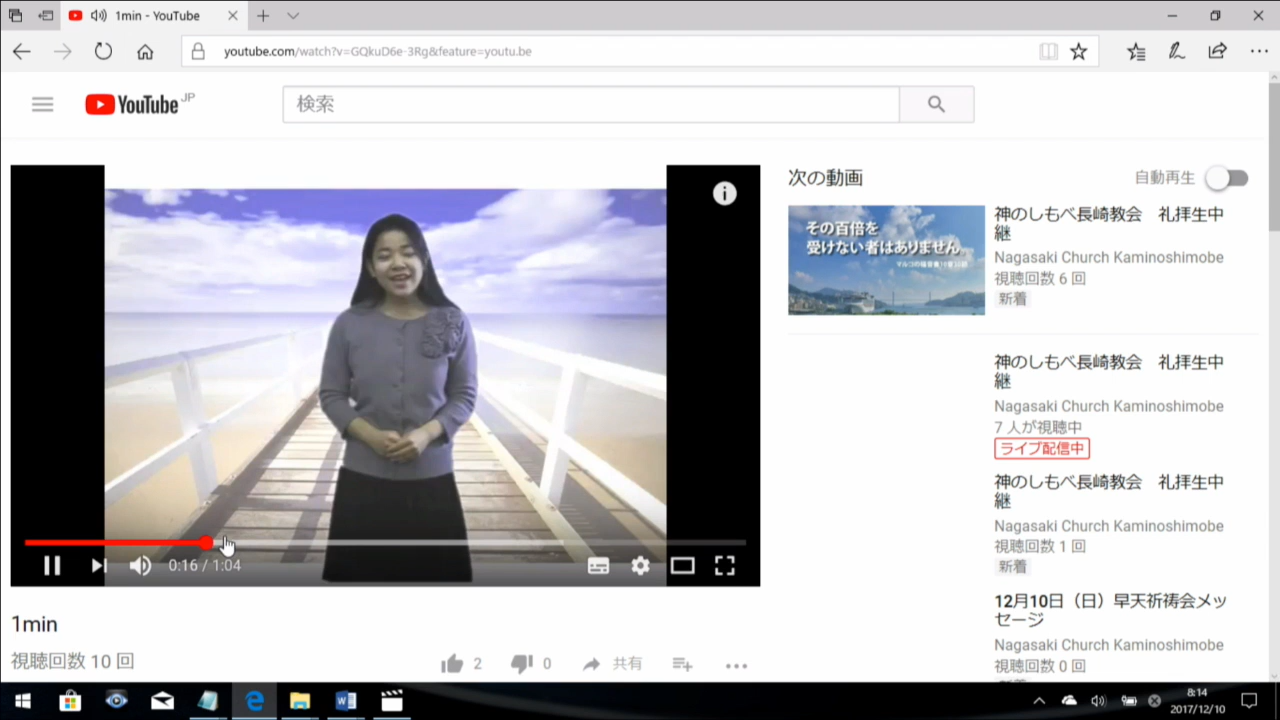 1min - YouTube
youtube.com/watch?v=GQkuD6e-3Rg&feature=youtu.be
YouTube JP
検索
次の動画
自動再生
その百倍を
受けない者はありません。
神のしもべ長崎教会 礼拝生中
継
Nagasaki Church Kaminoshimobe
視聴回数 6 回
新着
神のしもべ長崎教会 礼拝生中
継
Nagasaki Church Kaminoshimobe
7 人が視聴中
ライブ配信中
神のしもべ長崎教会 礼拝生中
継
Nagasaki Church Kaminoshimobe
視聴回数 1 回
新着
12月10日（日）早天祈祷会メッ
セージ
Nagasaki Church Kaminoshimobe
視聴回数 0 回
0:16 / 1:04
1min
視聴回数 10 回
2
0
共有
8:14
2017/12/10